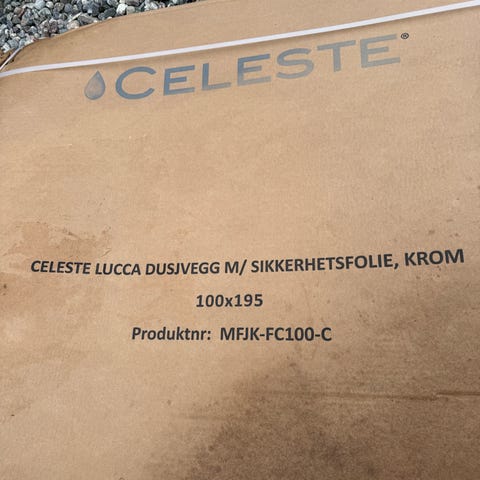 CELESTE®
CELESTE LUCCA DUSJVEGG M/ SIKKERHETSFOLIE, KROM
100x195
Produktnr: MFJK-FC100-C